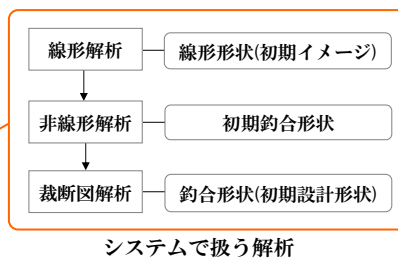 線形解析
線形形状(初期イメージ)
非線形解析
初期釣合形状
裁断図解析
釣合形状(初期設計形状)
システムで扱う解析